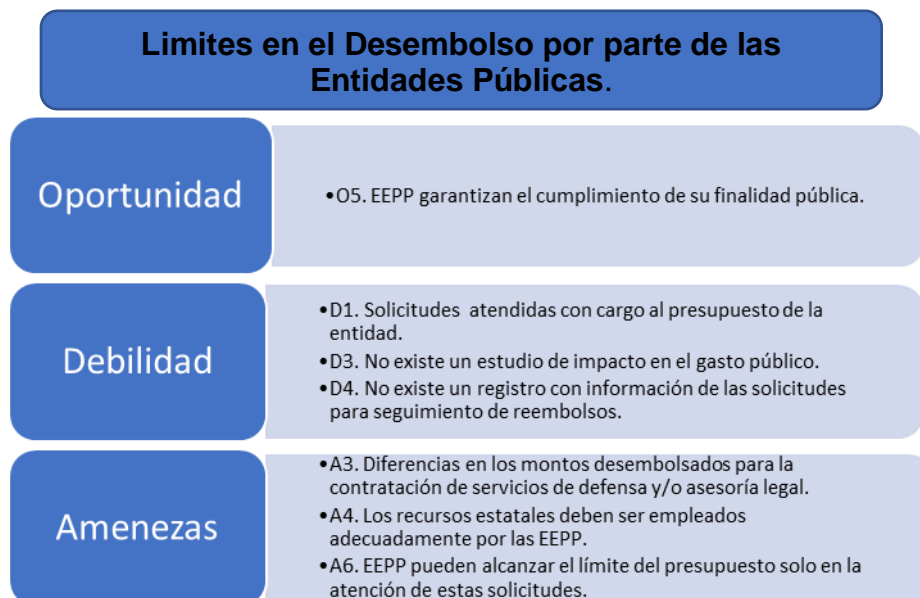 Limites en el Desembolso por parte de las
Entidades Públicas.
Oportunidad
•O5. EEPP garantizan el cumplimiento de su finalidad pública.
Debilidad
•D1. Solicitudes atendidas con cargo al presupuesto de la
entidad.
•D3. No existe un estudio de impacto en el gasto público.
•D4. No existe un registro con información de las solicitudes
para seguimiento de reembolsos.
Amenezas
•A3. Diferencias en los montos desembolsados para la
contratación de servicios de defensa y/o asesoría legal.
•A4. Los recursos estatales deben ser empleados
adecuadamente por las EEPP.
•A6. EEPP pueden alcanzar el límite del presupuesto solo en la
atención de estas solicitudes.